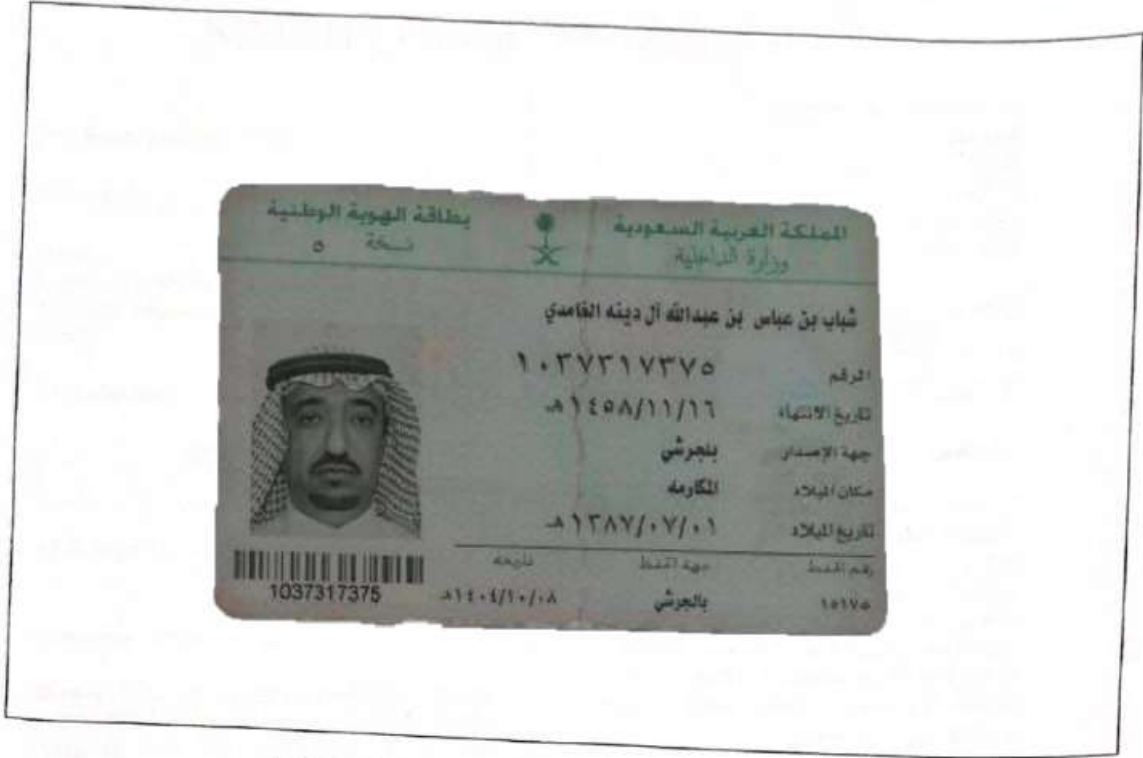 المملكة العربية السعودية
وزارة الداخلية
بطاقة الهوية الوطنية
نسخة ٥
شباب بن عباس بن عبدالله آل دينه الغامدي
الرقم ١٠٣٧٣١٧٣٧٥
تاريخ الانتهاء ١٤٥٨/١١/١٦هـ
جهة الإصدار بلجرشي
مكان الميلاد المكارمه
تاريخ الميلاد ١٣٨٧/٠٧/٠١هـ
رقم الحفظ جهة الحفظ تاريخه
١٥١٧٥ بالجرشي ١٤٠٤/١٠/٠٨هـ
1037317375